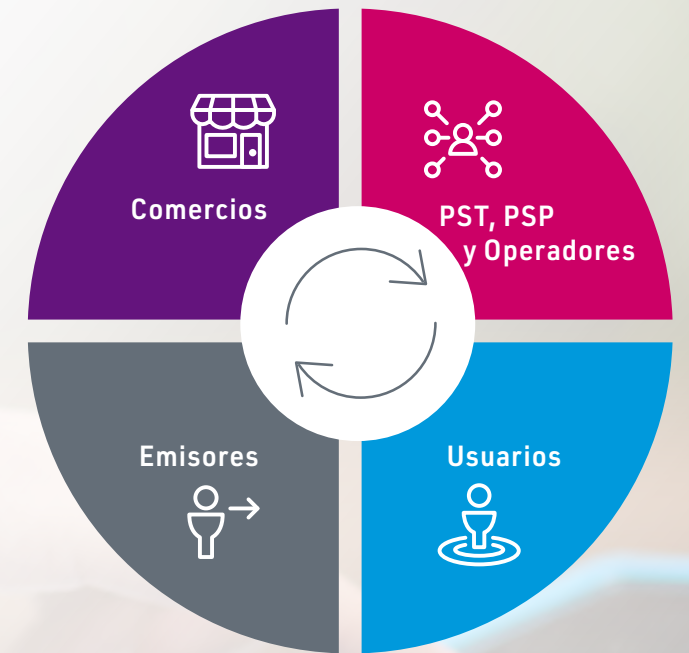 Comercios
PST, PSP
y Operadores
Emisores
Usuarios